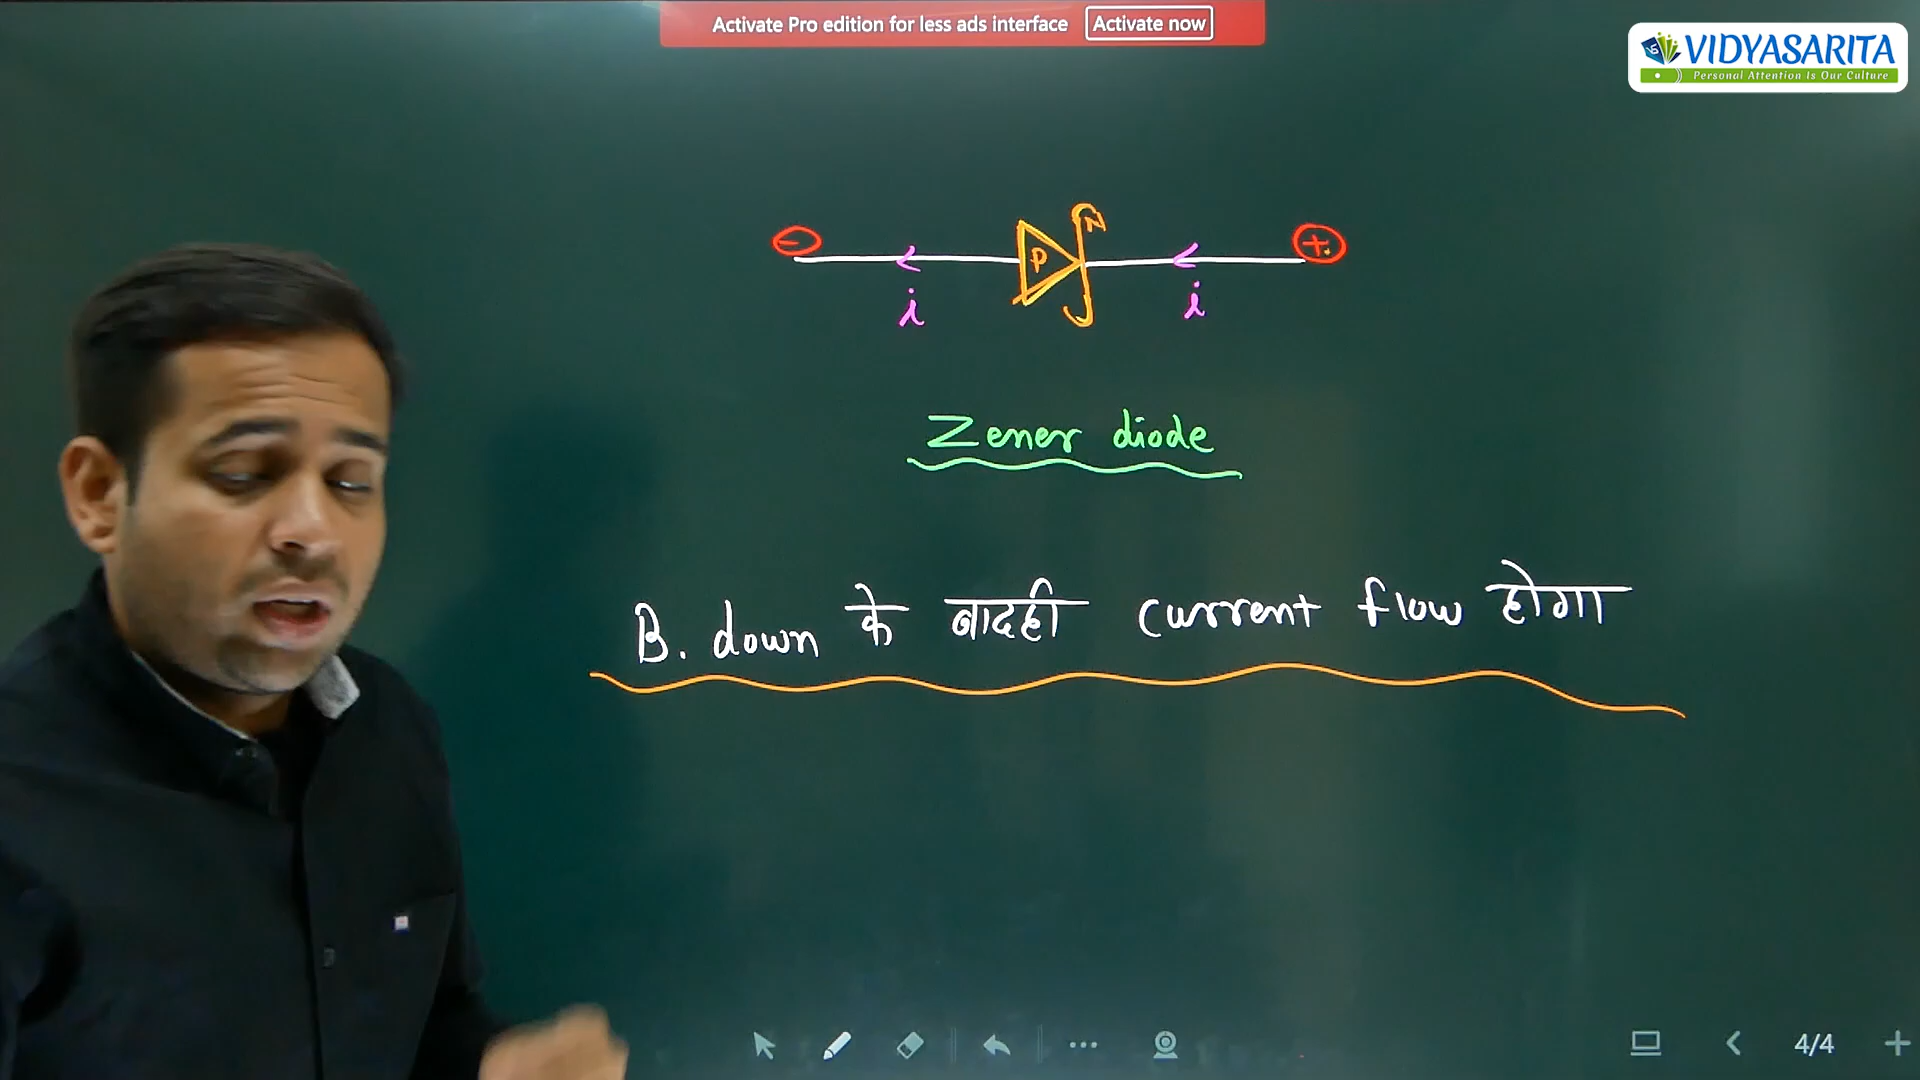 Activate Pro edition for less ads interface Activate now
VIDYASARITA
Personal Attention Is Our Culture
- P N +
i i
Zener diode
B. down के बाद ही current flow होगा
4/4